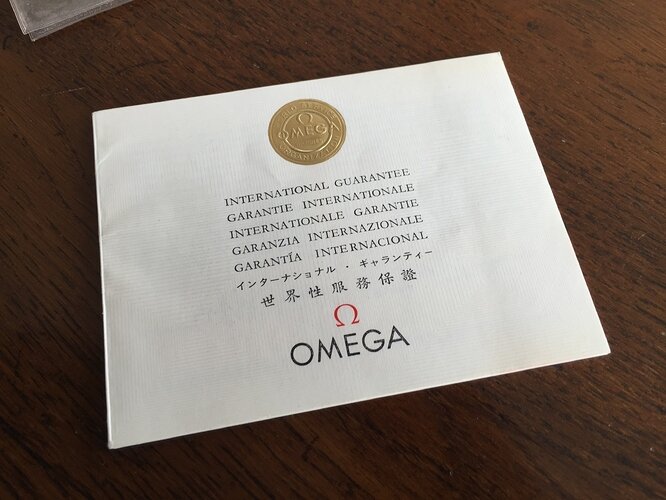 Ω
OMEGA
INTERNATIONAL GUARANTEE
GARANTIE INTERNATIONALE
INTERNATIONALE GARANTIE
GARANZIA INTERNAZIONALE
GARANTÍA INTERNACIONAL
インターナショナル・ギャランティー
世界性服務保證
Ω
OMEGA